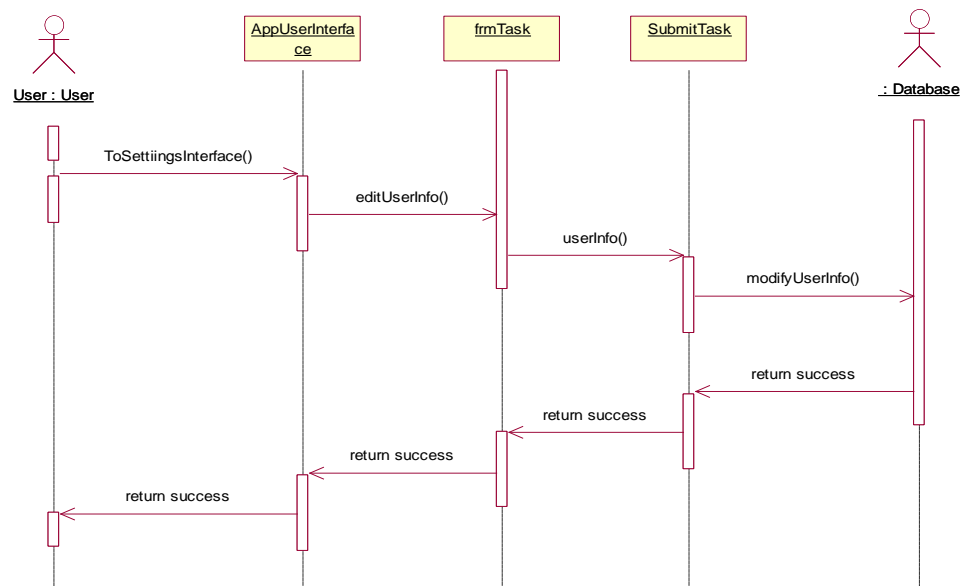 AppUserInterfa
ce
frmTask
SubmitTask
User : User
: Database
ToSettiingsInterface()
editUserInfo()
userInfo()
modifyUserInfo()
return success
return success
return success
return success